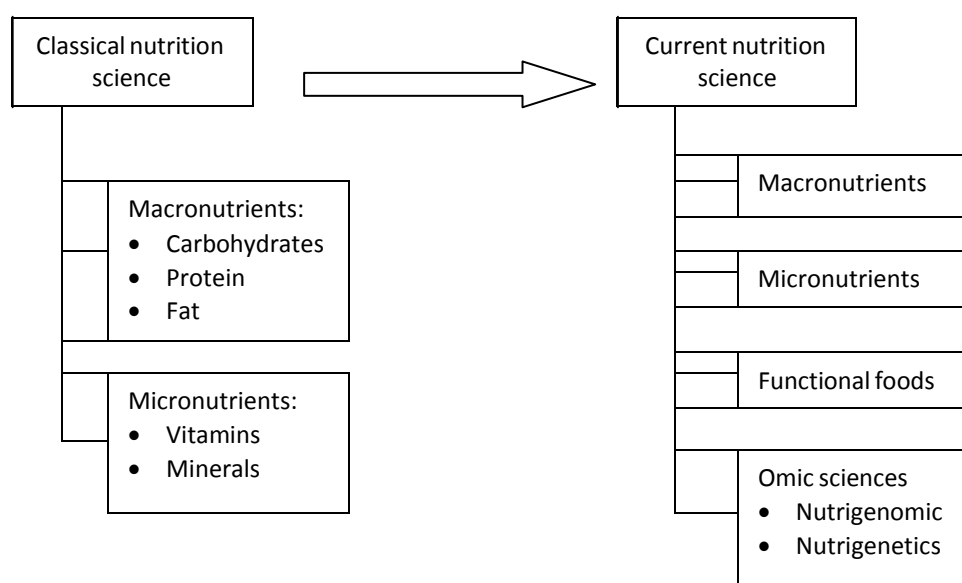 Classical nutrition
science
Macronutrients:
• Carbohydrates
• Protein
• Fat
Micronutrients:
• Vitamins
• Minerals
Current nutrition
science
Macronutrients
Micronutrients
Functional foods
Omic sciences
• Nutrigenomic
• Nutrigenetics